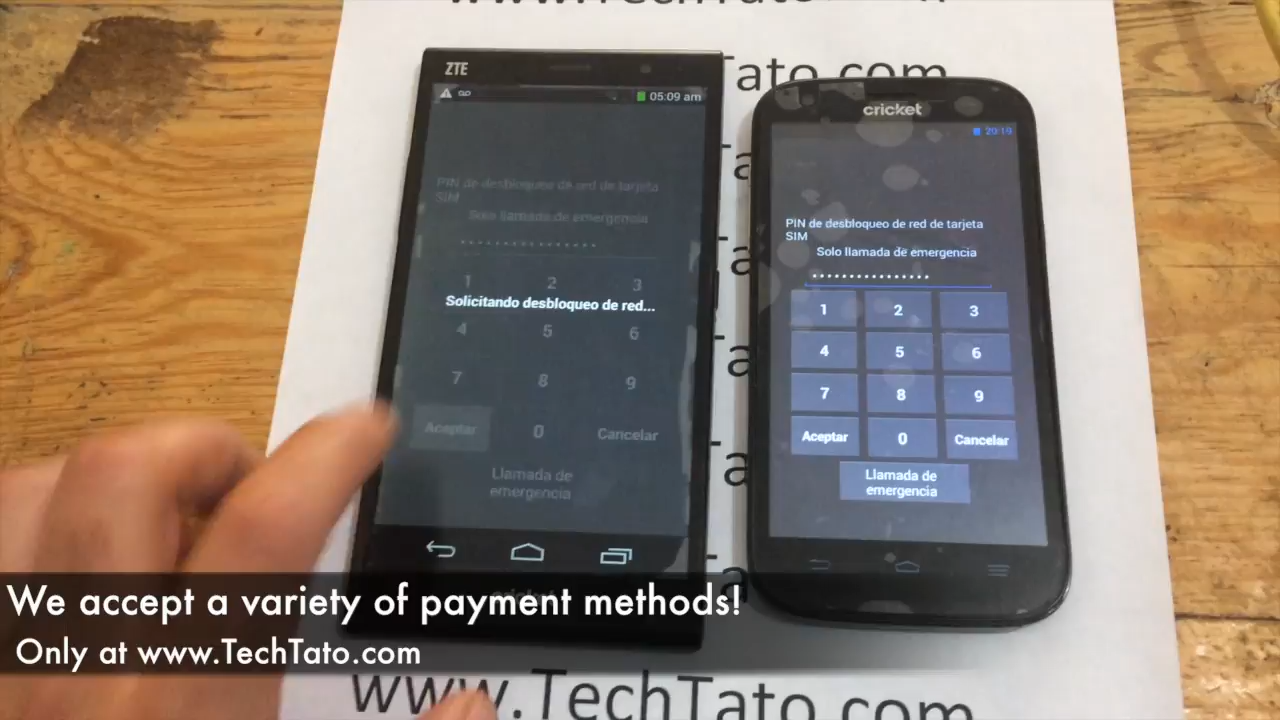 www.TechTato.com
ZTE
05:09 am
PIN de desbloqueo de red de tarjeta
SIM
Solo llamada de emergencia
1 2 3
Solicitando desbloqueo de red...
4 5 6
7 8 9
Aceptar 0 Cancelar
Llamada de
emergencia
Tato.com
cricket
20:19
PIN de desbloqueo de red de tarjeta
SIM
Solo llamada de emergencia
1 2 3
4 5 6
7 8 9
Aceptar 0 Cancelar
Llamada de
emergencia
We accept a variety of payment methods!
Only at www.TechTato.com
www.TechTato.com